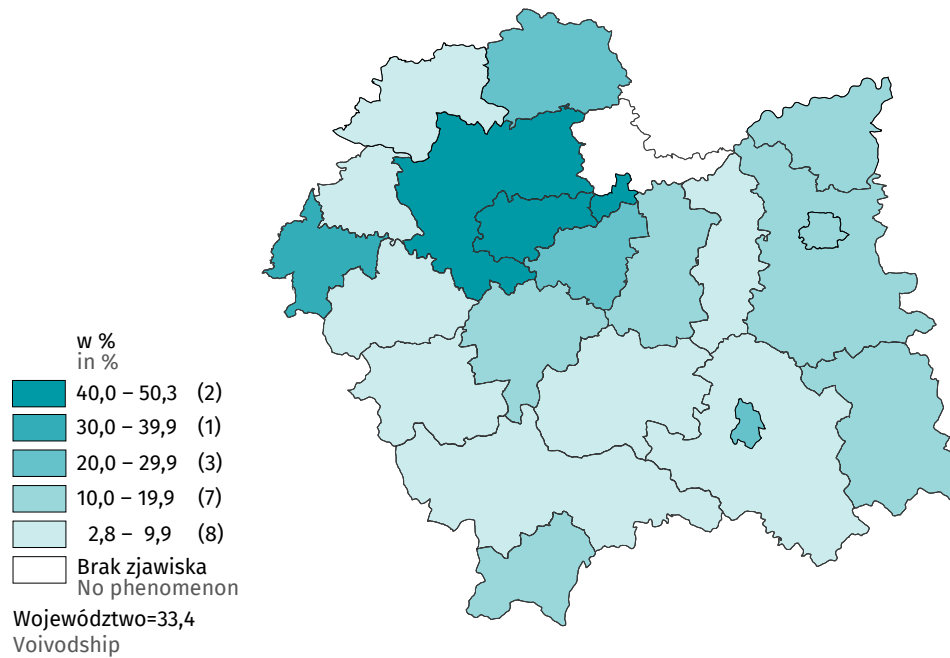 w %
in %
40,0 – 50,3 (2)
30,0 – 39,9 (1)
20,0 – 29,9 (3)
10,0 – 19,9 (7)
2,8 – 9,9 (8)
Brak zjawiska
No phenomenon
Województwo=33,4
Voivodship